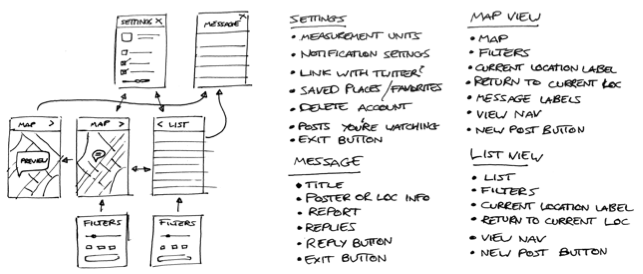 SETTINGS X
MESSAGE X
MAP >
MAP >
< LIST
PREVIEW
FILTERS
FILTERS
SETTINGS
• MEASUREMENT UNITS
• NOTIFICATION SETTINGS
• LINK WITH TWITTER?
• SAVED PLACES/FAVORITES
• DELETE ACCOUNT
• POSTS YOU'RE WATCHING
• EXIT BUTTON
MESSAGE
• TITLE
• POSTER OR LOC INFO
• REPORT
• REPLIES
• REPLY BUTTON
• EXIT BUTTON
MAP VIEW
• MAP
• FILTERS
• CURRENT LOCATION LABEL
• RETURN TO CURRENT LOC
• MESSAGE LABELS
• VIEW NAV
• NEW POST BUTTON
LIST VIEW
• LIST
• FILTERS
• CURRENT LOCATION LABEL
• RETURN TO CURRENT LOC
• VIEW NAV
• NEW POST BUTTON